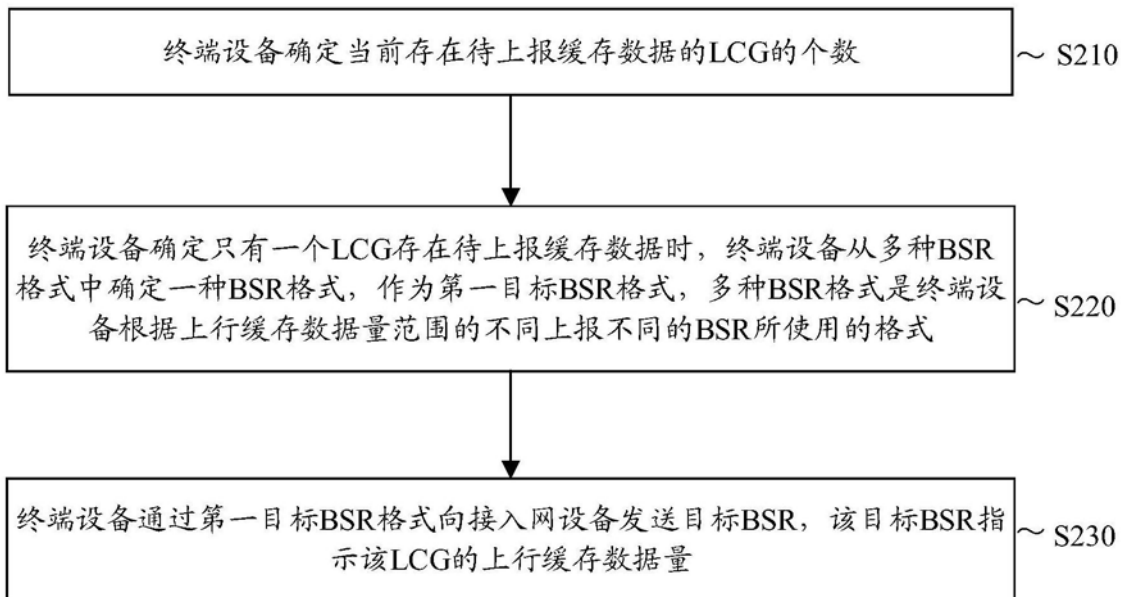 终端设备确定当前存在待上报缓存数据的LCG的个数
～ S210
终端设备确定只有一个LCG存在待上报缓存数据时，终端设备从多种BSR
格式中确定一种BSR格式，作为第一目标BSR格式，多种BSR格式是终端设
备根据上行缓存数据量范围的不同上报不同的BSR所使用的格式
～ S220
终端设备通过第一目标BSR格式向接入网设备发送目标BSR，该目标BSR指
示该LCG的上行缓存数据量
～ S230